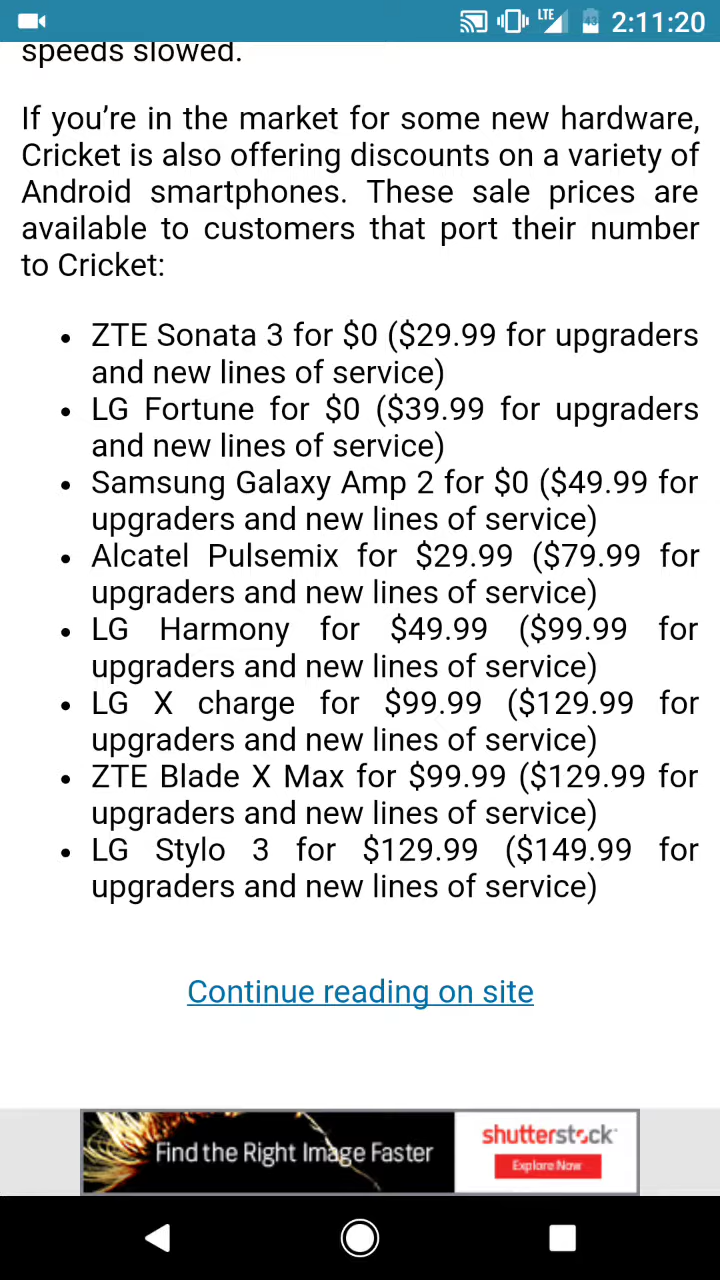 LTE 43 2:11:20
speeds slowed.
If you’re in the market for some new hardware,
Cricket is also offering discounts on a variety of
Android smartphones. These sale prices are
available to customers that port their number
to Cricket:
• ZTE Sonata 3 for $0 ($29.99 for upgraders
and new lines of service)
• LG Fortune for $0 ($39.99 for upgraders
and new lines of service)
• Samsung Galaxy Amp 2 for $0 ($49.99 for
upgraders and new lines of service)
• Alcatel Pulsemix for $29.99 ($79.99 for
upgraders and new lines of service)
• LG Harmony for $49.99 ($99.99 for
upgraders and new lines of service)
• LG X charge for $99.99 ($129.99 for
upgraders and new lines of service)
• ZTE Blade X Max for $99.99 ($129.99 for
upgraders and new lines of service)
• LG Stylo 3 for $129.99 ($149.99 for
upgraders and new lines of service)
Continue reading on site
Find the Right Image Faster
shutterstock
Explore Now